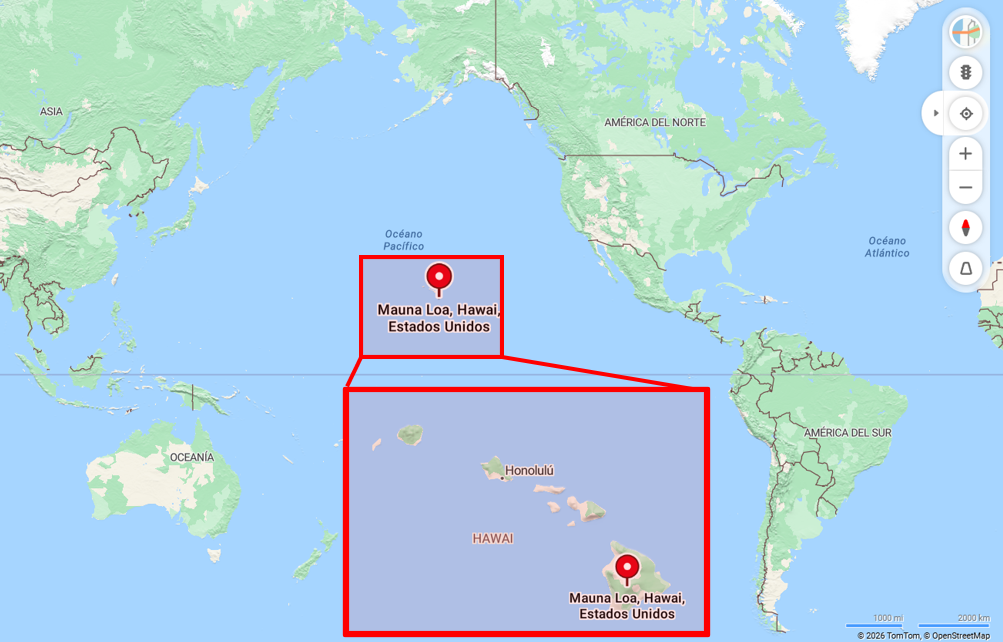 ASIA
AMÉRICA DEL NORTE
Océano
Pacífico
Océano
Atlántico
Mauna Loa, Hawai,
Estados Unidos
AMÉRICA DEL SUR
OCEANÍA
Honolulú
HAWAI
Mauna Loa, Hawai,
Estados Unidos
1000 mi
2000 km
© 2026 TomTom, © OpenStreetMap